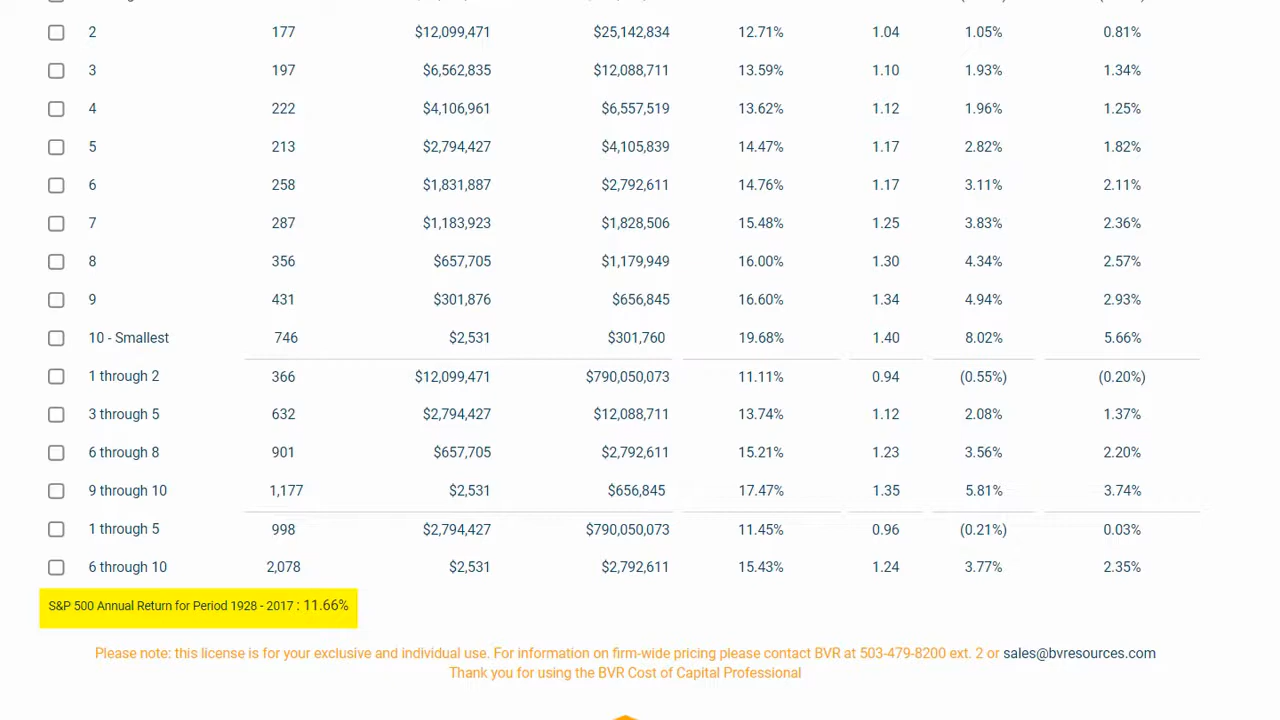 2 177 $12,099,471 $25,142,834 12.71% 1.04 1.05% 0.81%
3 197 $6,562,835 $12,088,711 13.59% 1.10 1.93% 1.34%
4 222 $4,106,961 $6,557,519 13.62% 1.12 1.96% 1.25%
5 213 $2,794,427 $4,105,839 14.47% 1.17 2.82% 1.82%
6 258 $1,831,887 $2,792,611 14.76% 1.17 3.11% 2.11%
7 287 $1,183,923 $1,828,506 15.48% 1.25 3.83% 2.36%
8 356 $657,705 $1,179,949 16.00% 1.30 4.34% 2.57%
9 431 $301,876 $656,845 16.60% 1.34 4.94% 2.93%
10 - Smallest 746 $2,531 $301,760 19.68% 1.40 8.02% 5.66%
1 through 2 366 $12,099,471 $790,050,073 11.11% 0.94 (0.55%) (0.20%)
3 through 5 632 $2,794,427 $12,088,711 13.74% 1.12 2.08% 1.37%
6 through 8 901 $657,705 $2,792,611 15.21% 1.23 3.56% 2.20%
9 through 10 1,177 $2,531 $656,845 17.47% 1.35 5.81% 3.74%
1 through 5 998 $2,794,427 $790,050,073 11.45% 0.96 (0.21%) 0.03%
6 through 10 2,078 $2,531 $2,792,611 15.43% 1.24 3.77% 2.35%
S&P 500 Annual Return for Period 1928 - 2017 : 11.66%
Please note: this license is for your exclusive and individual use. For information on firm-wide pricing please contact BVR at 503-479-8200 ext. 2 or sales@bvresources.com
Thank you for using the BVR Cost of Capital Professional